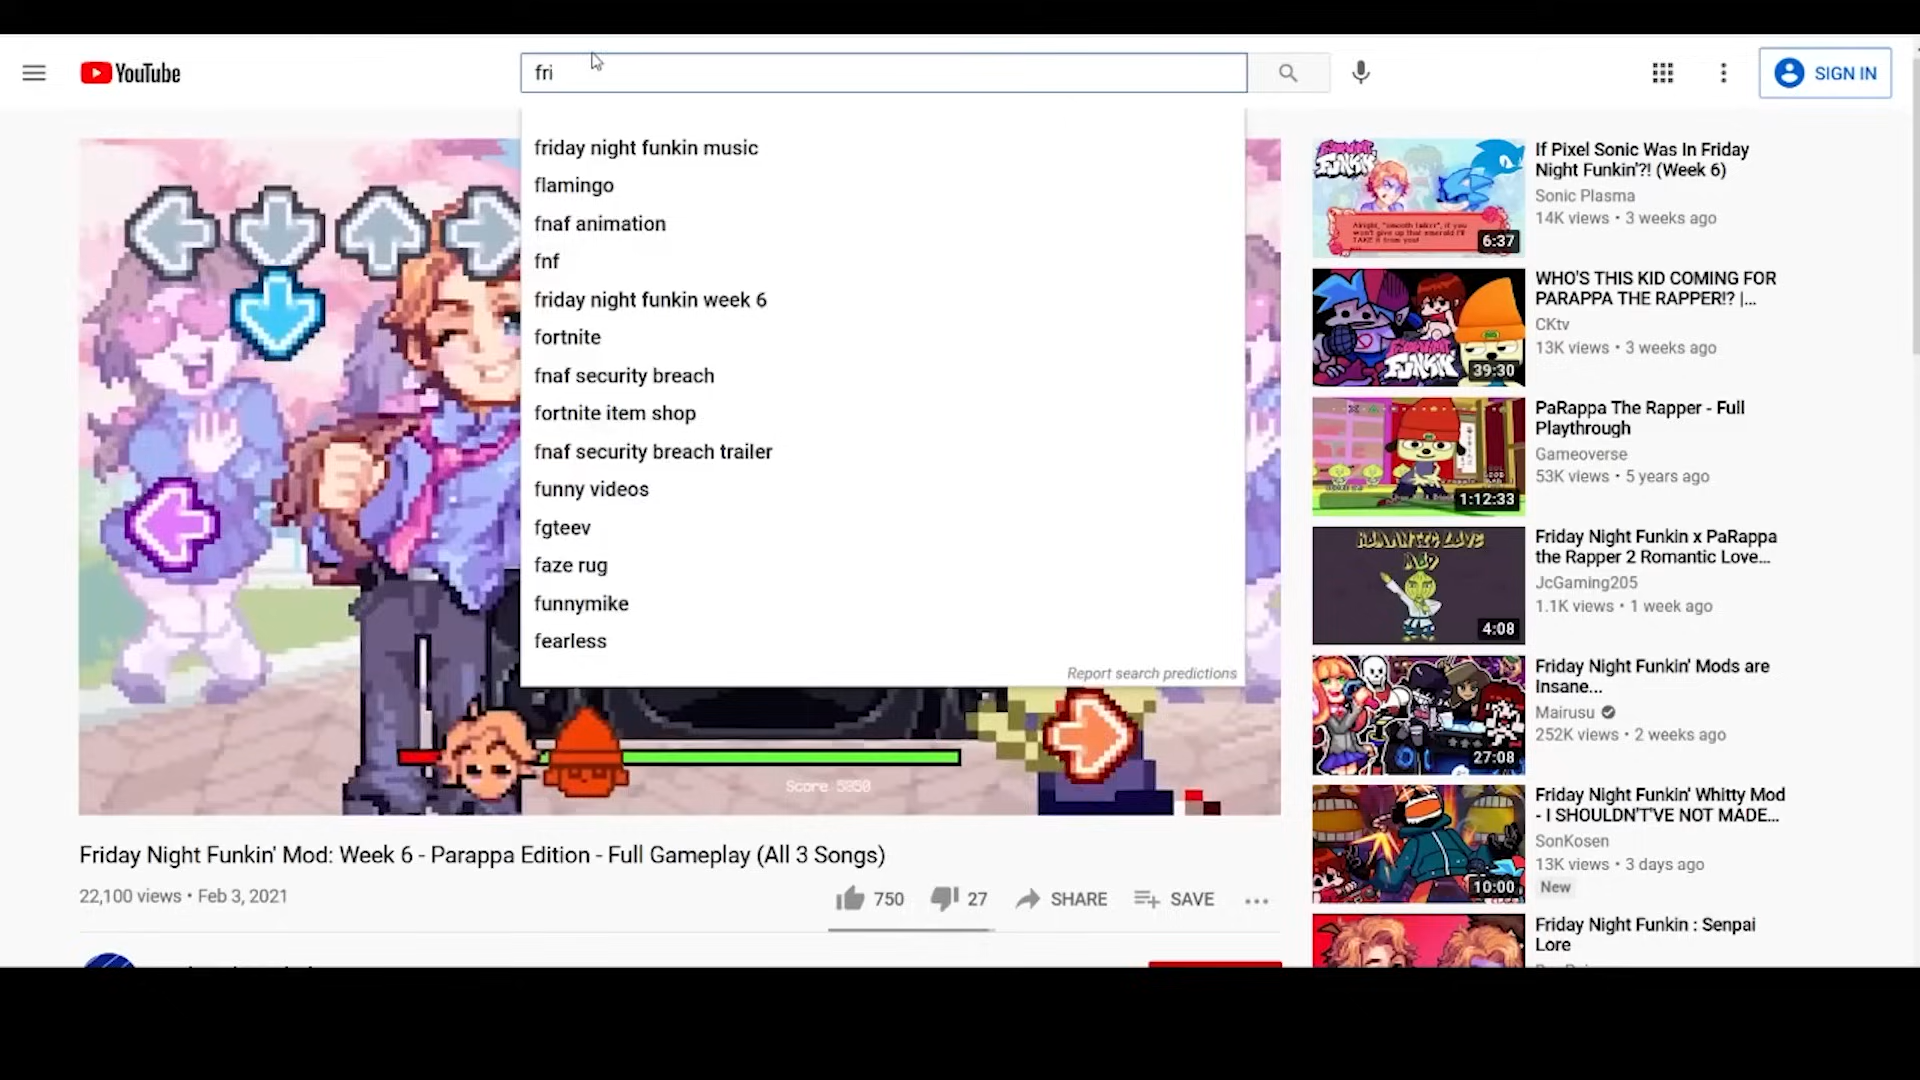 YouTube
fri
SIGN IN
friday night funkin music
flamingo
fnaf animation
fnf
friday night funkin week 6
fortnite
fnaf security breach
fortnite item shop
fnaf security breach trailer
funny videos
fgteev
faze rug
funnymike
fearless
Report search predictions
Score 5850
Friday Night Funkin' Mod: Week 6 - Parappa Edition - Full Gameplay (All 3 Songs)
22,100 views • Feb 3, 2021
750
27
SHARE
SAVE
If Pixel Sonic Was In Friday
Night Funkin'?! (Week 6)
Sonic Plasma
14K views • 3 weeks ago
6:37
WHO'S THIS KID COMING FOR
PARAPPA THE RAPPER!? |...
CKtv
13K views • 3 weeks ago
39:30
PaRappa The Rapper - Full
Playthrough
Gameoverse
53K views • 5 years ago
1:12:33
ROMANTIC LOVE
MOD
Friday Night Funkin x PaRappa
the Rapper 2 Romantic Love...
JcGaming205
1.1K views • 1 week ago
4:08
Friday Night Funkin' Mods are
Insane...
Mairusu
252K views • 2 weeks ago
27:08
Friday Night Funkin' Whitty Mod
- I SHOULDN'T'VE NOT MADE...
SonKosen
13K views • 3 days ago
New
10:00
Friday Night Funkin : Senpai
Lore